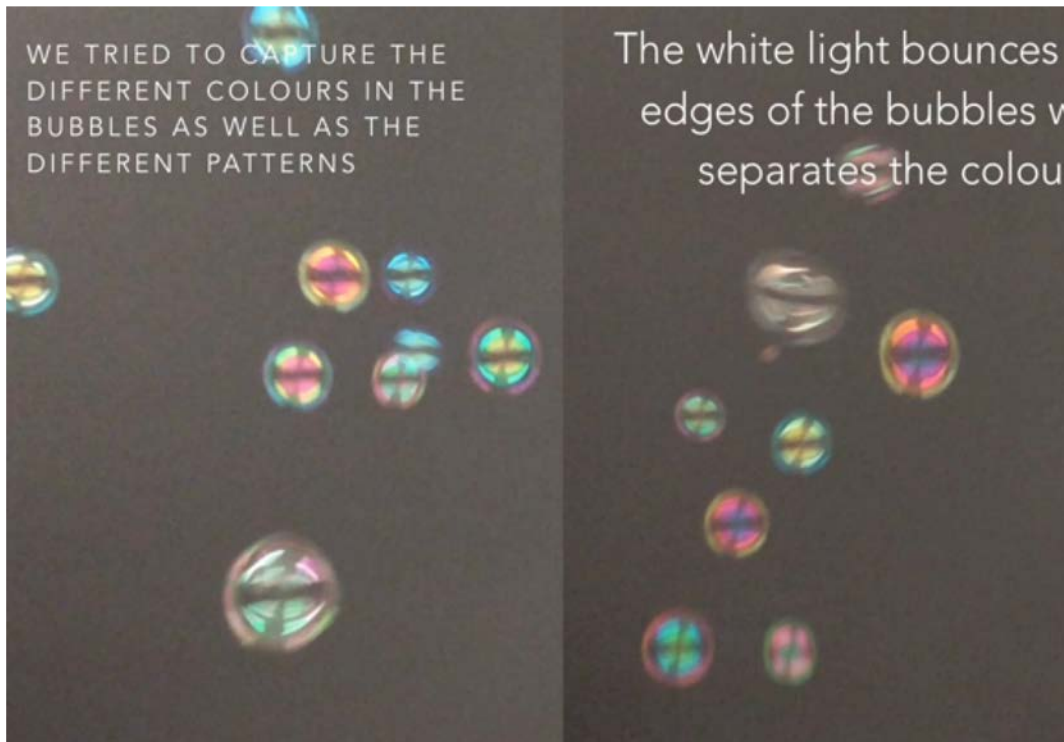 WE TRIED TO CAPTURE THE
DIFFERENT COLOURS IN THE
BUBBLES AS WELL AS THE
DIFFERENT PATTERNS
The white light bounces
edges of the bubbles
separates the